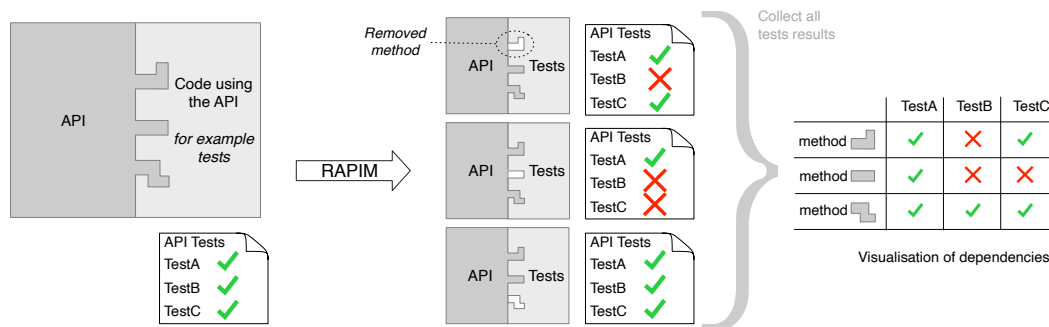 API
Code using
the API
for example
tests
API Tests
TestA
TestB
TestC
RAPIM
Removed
method
API
Tests
API Tests
TestA
TestB
TestC
API
Tests
API Tests
TestA
TestB
TestC
API
Tests
API Tests
TestA
TestB
TestC
Collect all
tests results
TestA TestB TestC
method
method
method
Visualisation of dependencies